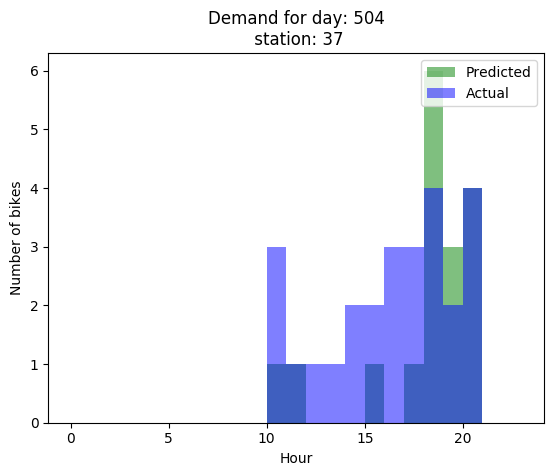 Demand for day: 504
station: 37
Predicted
Actual
Number of bikes
6
5
4
3
2
1
0
0
5
10
15
20
Hour